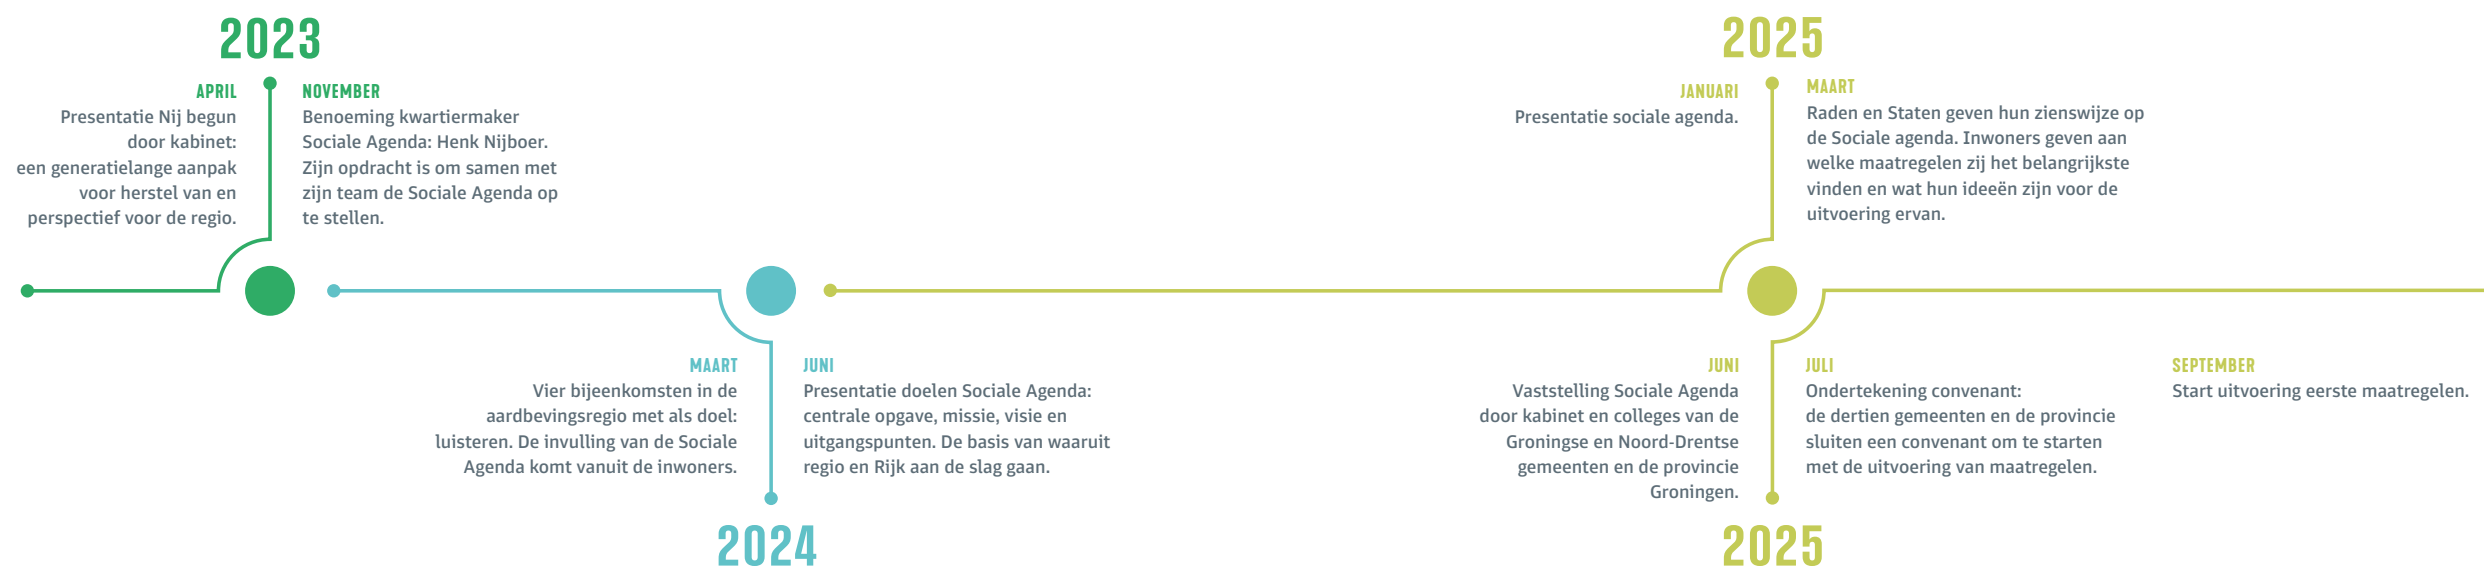 2023
APRIL
Presentatie Nij begun
door kabinet:
een generatielange aanpak
voor herstel van en
perspectief voor de regio.
NOVEMBER
Benoeming kwartiermaker
Sociale Agenda: Henk Nijboer.
Zijn opdracht is om samen met
zijn team de Sociale Agenda op
te stellen.
MAART
Vier bijeenkomsten in de
aardbevingsregio met als doel:
luisteren. De invulling van de Sociale
Agenda komt vanuit de inwoners.
JUNI
Presentatie doelen Sociale Agenda:
centrale opgave, missie, visie en
uitgangspunten. De basis van waaruit
regio en Rijk aan de slag gaan.
2024
2025
JANUARI
Presentatie sociale agenda.
MAART
Raden en Staten geven hun zienswijze op
de Sociale agenda. Inwoners geven aan
welke maatregelen zij het belangrijkste
vinden en wat hun ideeën zijn voor de
uitvoering ervan.
JUNI
Vaststelling Sociale Agenda
door kabinet en colleges van de
Groningse en Noord-Drentse
gemeenten en de provincie
Groningen.
JULI
Ondertekening convenant:
de dertien gemeenten en de provincie
sluiten een convenant om te starten
met de uitvoering van maatregelen.
SEPTEMBER
Start uitvoering eerste maatregelen.
2025